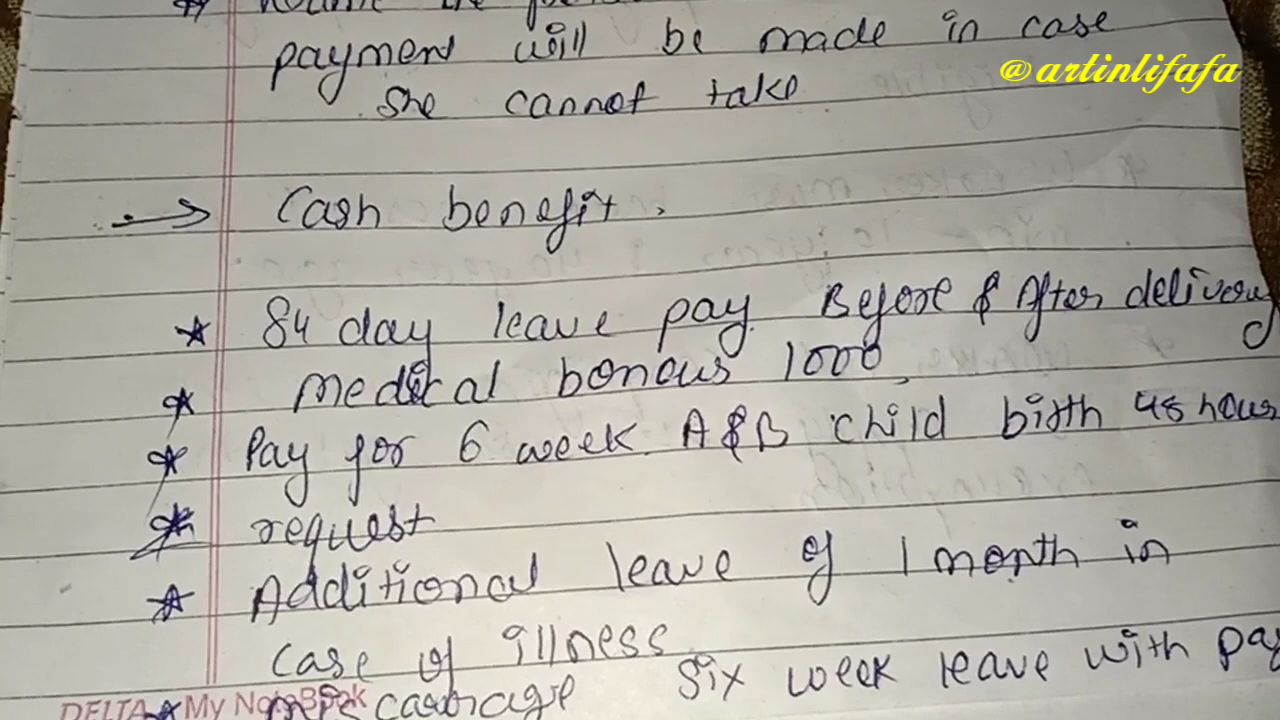 payment will be made in case
@artinlifafa
she cannot take
→ Cash benefit.
★ 84 day leave pay Before & After delivery
★ medical bonous 1000
★ Pay for 6 week A & B child birth 48 hour
★ request
★ Additional leave of 1 month in
case of illness
six week leave with pay
DELTA My NoteBook